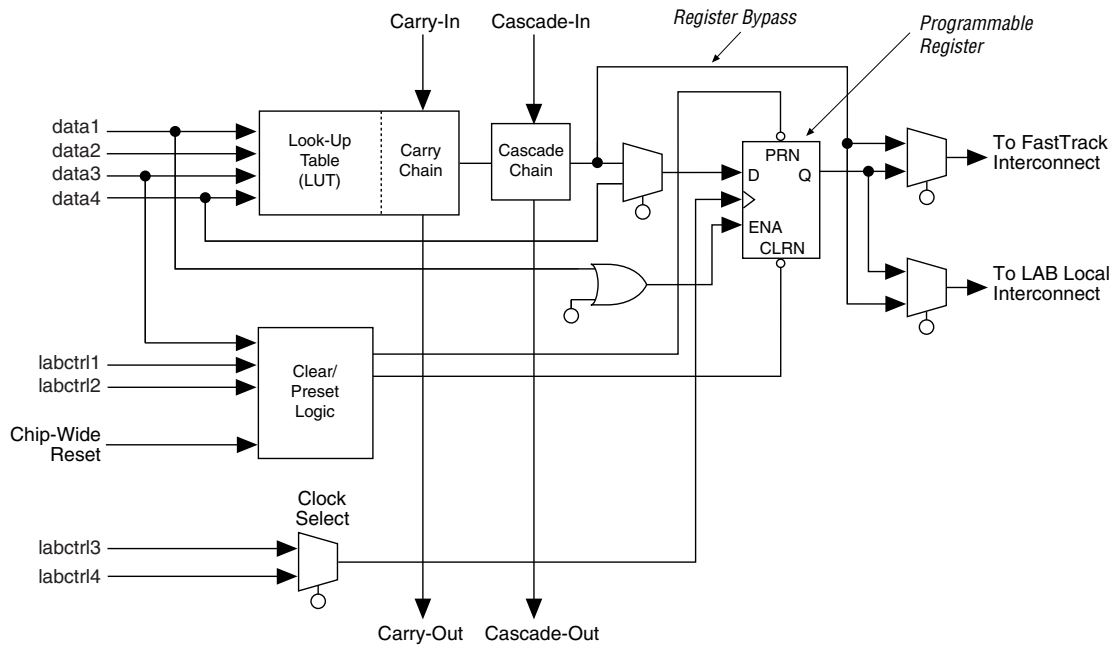 Carry-In
Cascade-In
Register Bypass
Programmable
Register
data1
data2
data3
data4
Look-Up
Table
(LUT)
Carry
Chain
Cascade
Chain
PRN
D
Q
ENA
CLRN
To FastTrack
Interconnect
To LAB Local
Interconnect
labctrl1
labctrl2
Clear/
Preset
Logic
Chip-Wide
Reset
Clock
Select
labctrl3
labctrl4
Carry-Out
Cascade-Out